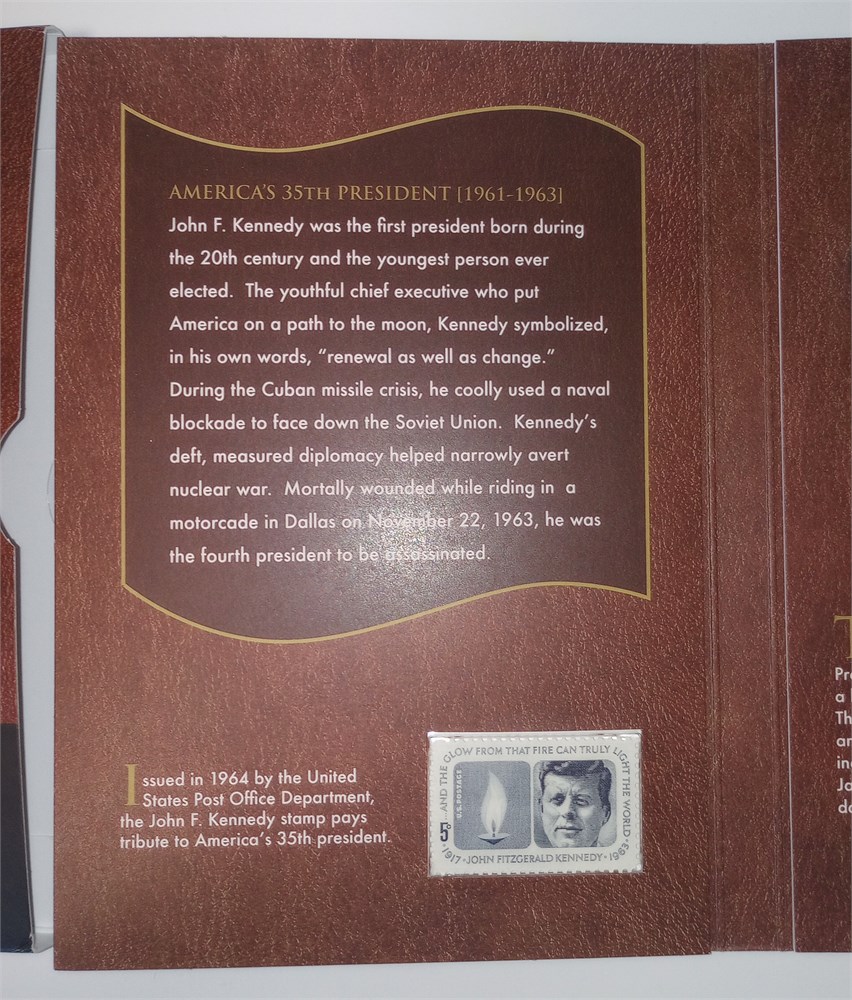 AMERICA'S 35TH PRESIDENT [1961-1963]
John F. Kennedy was the first president born during
the 20th century and the youngest person ever
elected.  The youthful chief executive who put
America on a path to the moon, Kennedy symbolized,
in his own words, “renewal as well as change.”
During the Cuban missile crisis, he coolly used a naval
blockade to face down the Soviet Union.  Kennedy's
deft, measured diplomacy helped narrowly avert
nuclear war.  Mortally wounded while riding in  a
motorcade in Dallas on November 22, 1963, he was
the fourth president to be assassinated.
Issued in 1964 by the United
States Post Office Department,
the John F. Kennedy stamp pays
tribute to America's 35th president.
...AND THE GLOW FROM THAT FIRE CAN TRULY LIGHT THE WORLD
U.S. POSTAGE
5¢
1917·JOHN FITZGERALD KENNEDY·1963
a
Th